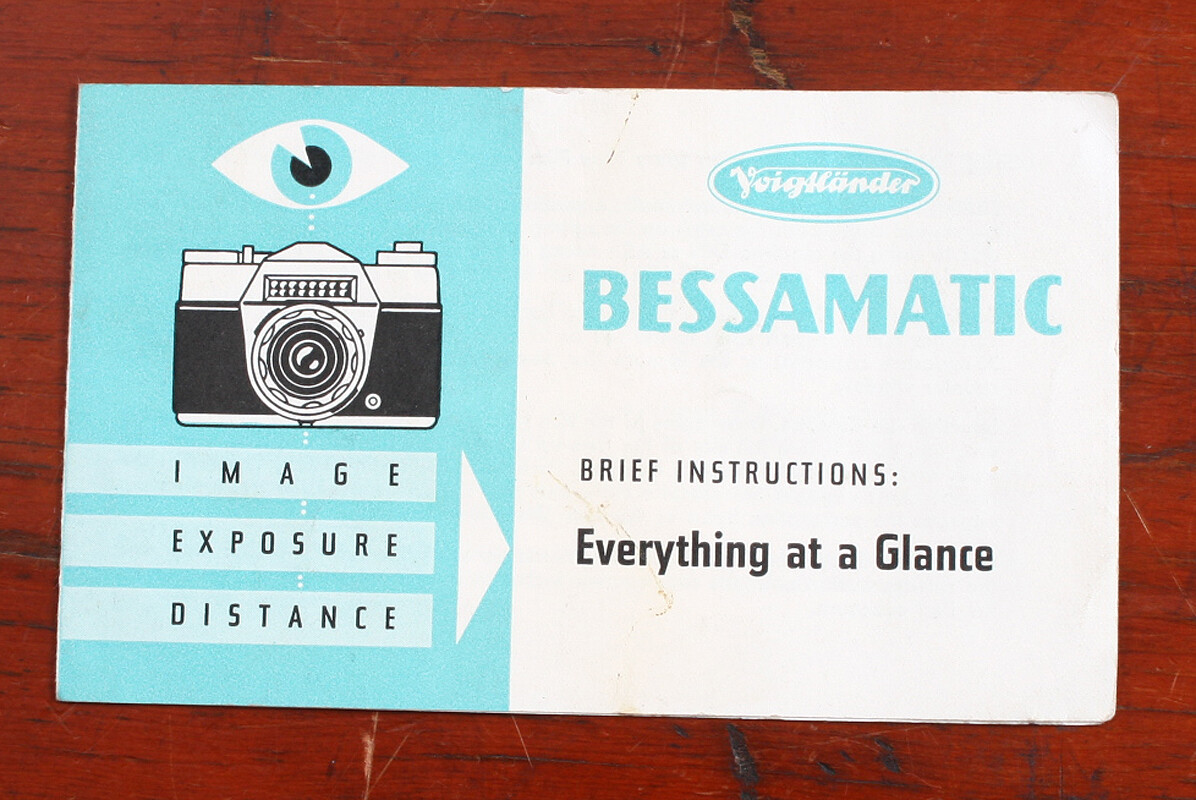 IMAGE
EXPOSURE
DISTANCE
Voigtländer
BESSAMATIC
BRIEF INSTRUCTIONS:
Everything at a Glance